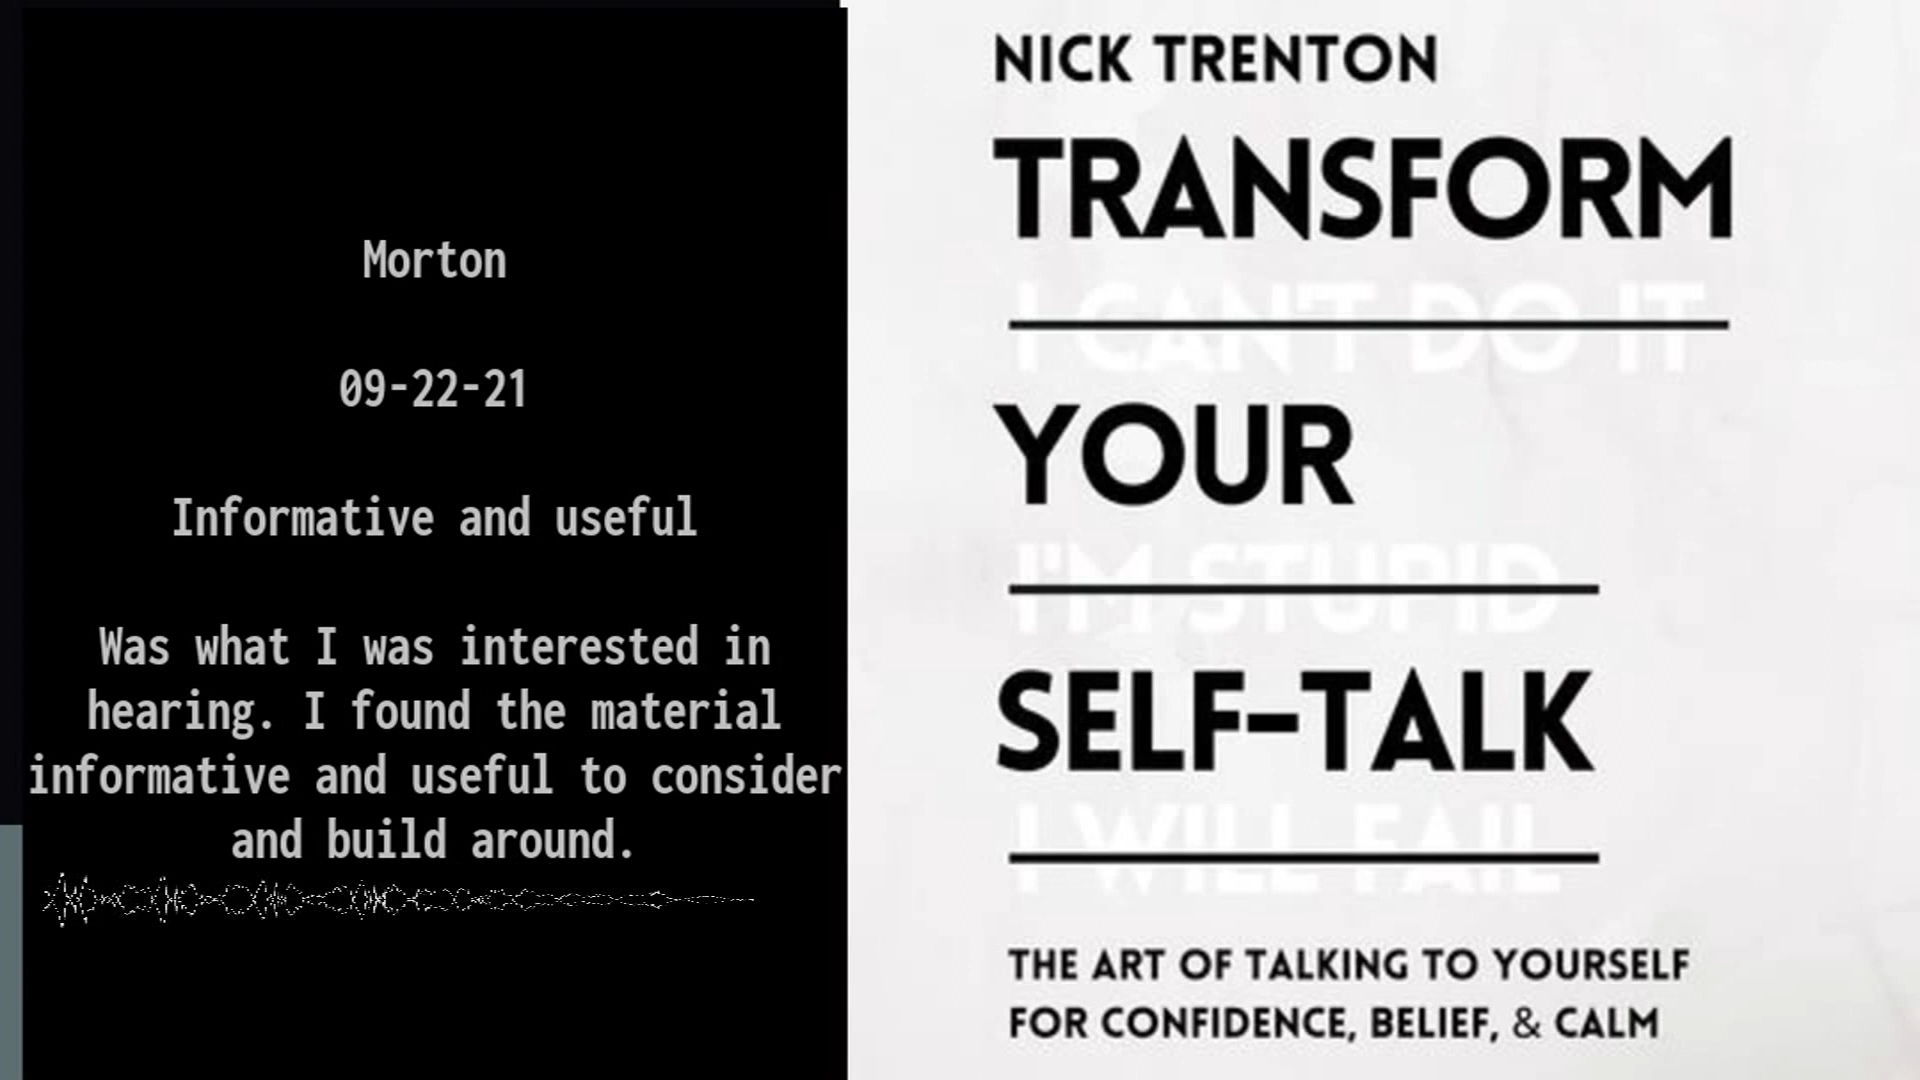 Morton
09-22-21
Informative and useful
Was what I was interested in
hearing. I found the material
informative and useful to consider
and build around.
NICK TRENTON
TRANSFORM
I CAN'T DO IT
YOUR
I'M STUPID
SELF-TALK
I WILL FAIL
THE ART OF TALKING TO YOURSELF
FOR CONFIDENCE, BELIEF, & CALM